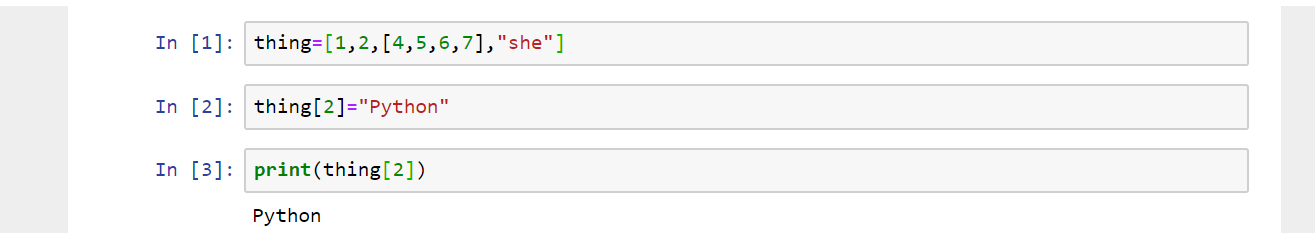 In [1]: thing=[1,2,[4,5,6,7],"she"]
In [2]: thing[2]="Python"
In [3]: print(thing[2])
Python